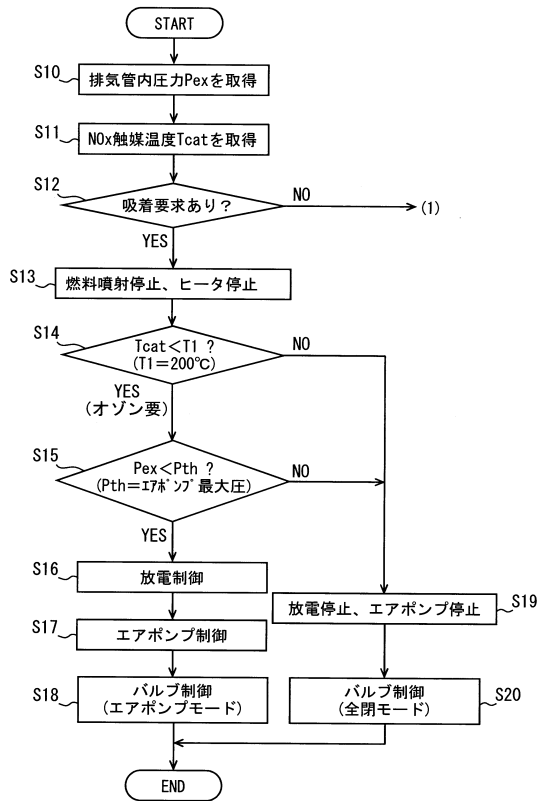 START
S10
排気管内圧力Pexを取得
S11
NOx触媒温度Tcatを取得
S12
吸着要求あり？
NO
(1)
YES
S13
燃料噴射停止、ヒータ停止
S14
Tcat＜T1 ?
(T1＝200℃)
NO
YES
(オゾン要)
S15
Pex＜Pth ?
(Pth＝ｴｱﾎﾟﾝﾌﾟ最大圧)
NO
YES
S16
放電制御
S17
エアポンプ制御
S18
バルブ制御
(エアポンプモード)
放電停止、エアポンプ停止
S19
バルブ制御
(全閉モード)
S20
END